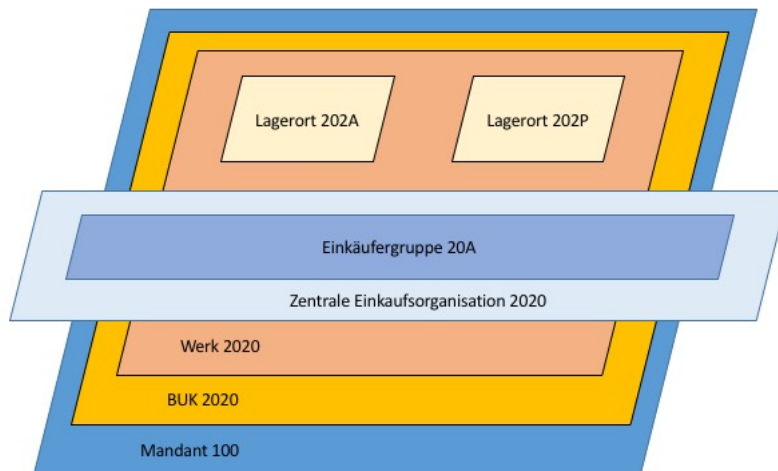 Lagerort 202A
Lagerort 202P
Einkäufergruppe 20A
Zentrale Einkaufsorganisation 2020
Werk 2020
BUK 2020
Mandant 100